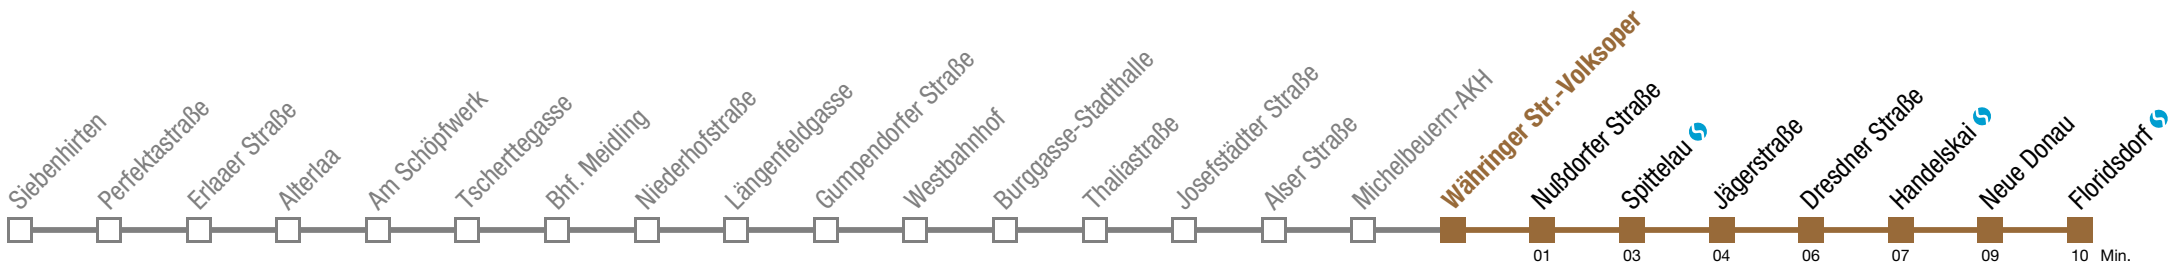 Siebenhirten
Perfektastraße
Erlaaer Straße
Alterlaa
Am Schöpfwerk
Tscherttegasse
Bhf. Meidling
Niederhofstraße
Längenfeldgasse
Gumpendorfer Straße
Westbahnhof
Burggasse-Stadthalle
Thaliastraße
Josefstädter Straße
Alser Straße
Michelbeuern-AKH
Währinger Str.-Volksoper
Nußdorfer Straße
Spittelau
Jägerstraße
Dresdner Straße
Handelskai
Neue Donau
Floridsdorf
01 03 04 06 07 09 10 Min.